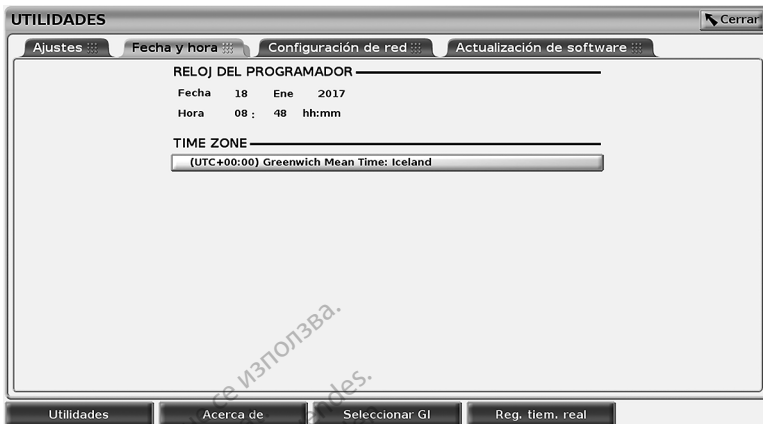 UTILIDADES
Cerrar
Ajustes
Fecha y hora
Configuración de red
Actualización de software
RELOJ DEL PROGRAMADOR
Fecha 18 Ene 2017
Hora 08 : 48 hh:mm
TIME ZONE
(UTC+00:00) Greenwich Mean Time: Iceland
се използва.
Utilidades
Acerca de
Seleccionar GI
Reg. tiem. real